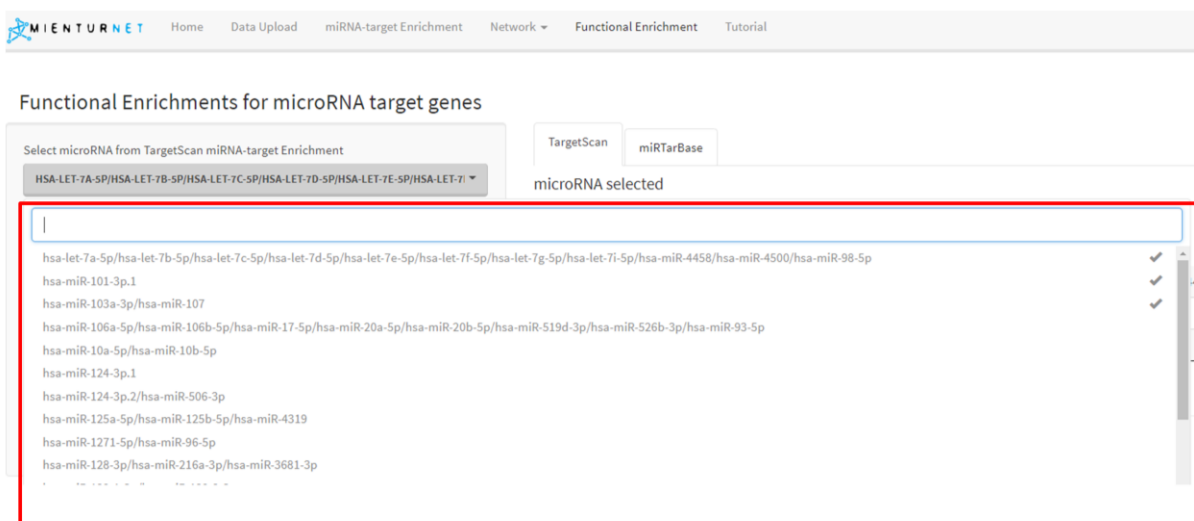 MIENTURNET Home Data Upload miRNA-target Enrichment Network Functional Enrichment Tutorial
Functional Enrichments for microRNA target genes
Select microRNA from TargetScan miRNA-target Enrichment
TargetScan miRTarBase
HSA-LET-7A-5P/HSA-LET-7B-5P/HSA-LET-7C-5P/HSA-LET-7D-5P/HSA-LET-7E-5P/HSA-LET-7
microRNA selected
hsa-let-7a-5p/hsa-let-7b-5p/hsa-let-7c-5p/hsa-let-7d-5p/hsa-let-7e-5p/hsa-let-7f-5p/hsa-let-7g-5p/hsa-let-7i-5p/hsa-miR-4458/hsa-miR-4500/hsa-miR-98-5p
hsa-miR-101-3p.1
hsa-miR-103a-3p/hsa-miR-107
hsa-miR-106a-5p/hsa-miR-106b-5p/hsa-miR-17-5p/hsa-miR-20a-5p/hsa-miR-20b-5p/hsa-miR-519d-3p/hsa-miR-526b-3p/hsa-miR-93-5p
hsa-miR-10a-5p/hsa-miR-10b-5p
hsa-miR-124-3p.1
hsa-miR-124-3p.2/hsa-miR-506-3p
hsa-miR-125a-5p/hsa-miR-125b-5p/hsa-miR-4319
hsa-miR-1271-5p/hsa-miR-96-5p
hsa-miR-128-3p/hsa-miR-216a-3p/hsa-miR-3681-3p